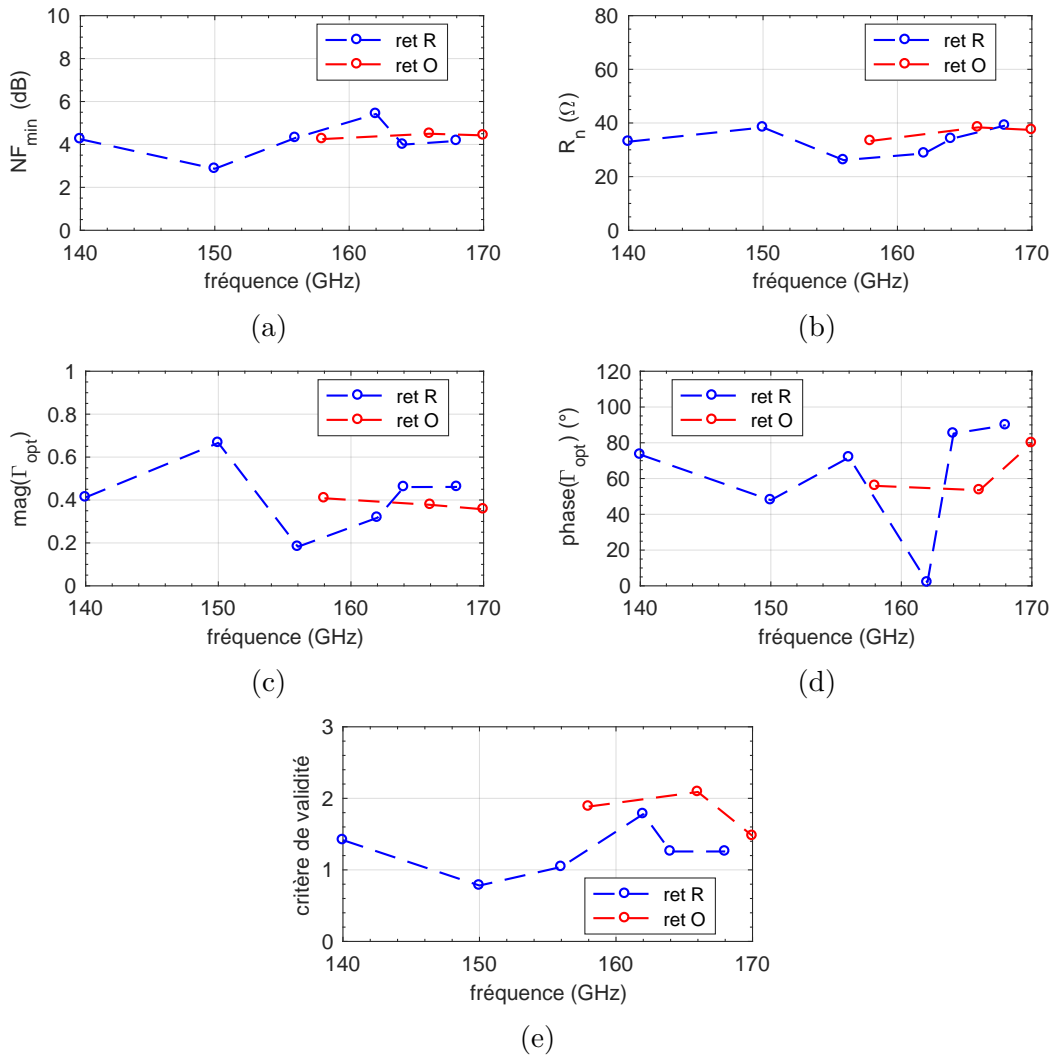 10
8
6
4
2
0
NF_min (dB)
ret R
ret O
140 150 160 170
fréquence (GHz)
(a)
80
60
40
20
0
R_n (Ω)
ret R
ret O
140 150 160 170
fréquence (GHz)
(b)
1
0.8
0.6
0.4
0.2
0
mag(Γ_opt)
ret R
ret O
140 150 160 170
fréquence (GHz)
(c)
120
100
80
60
40
20
0
phase(Γ_opt) (°)
ret R
ret O
140 150 160 170
fréquence (GHz)
(d)
3
2
1
0
critère de validité
ret R
ret O
140 150 160 170
fréquence (GHz)
(e)